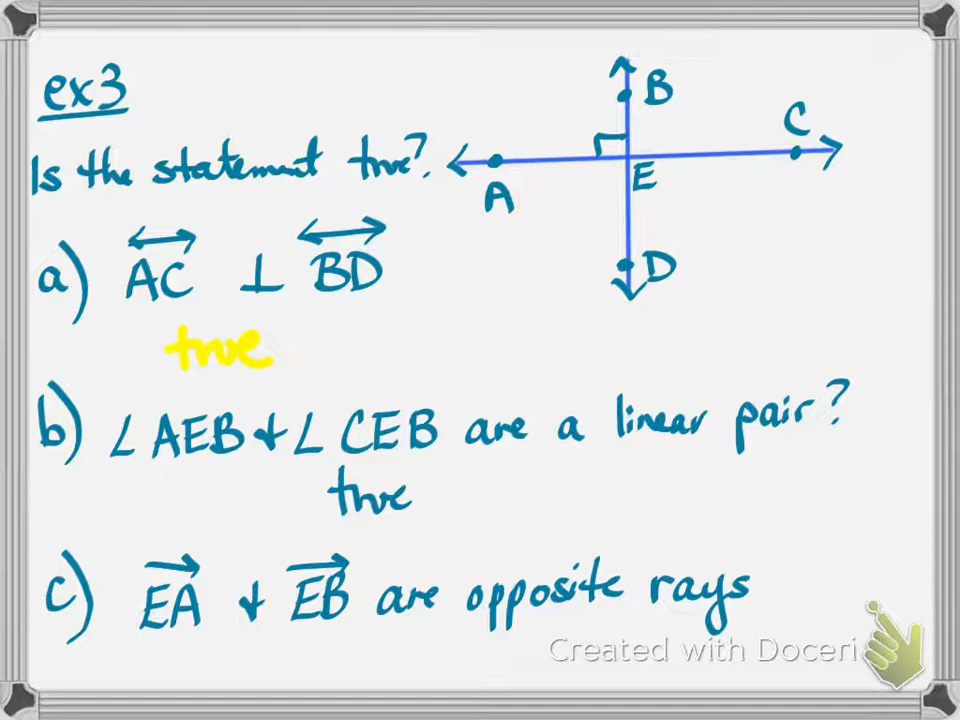 ex3
Is the statement true?
B
C
A
E
D
a) AC ⊥ BD
true
b) ∠AEB + ∠CEB are a linear pair?
true
c) EA + EB are opposite rays
Created with Doceri